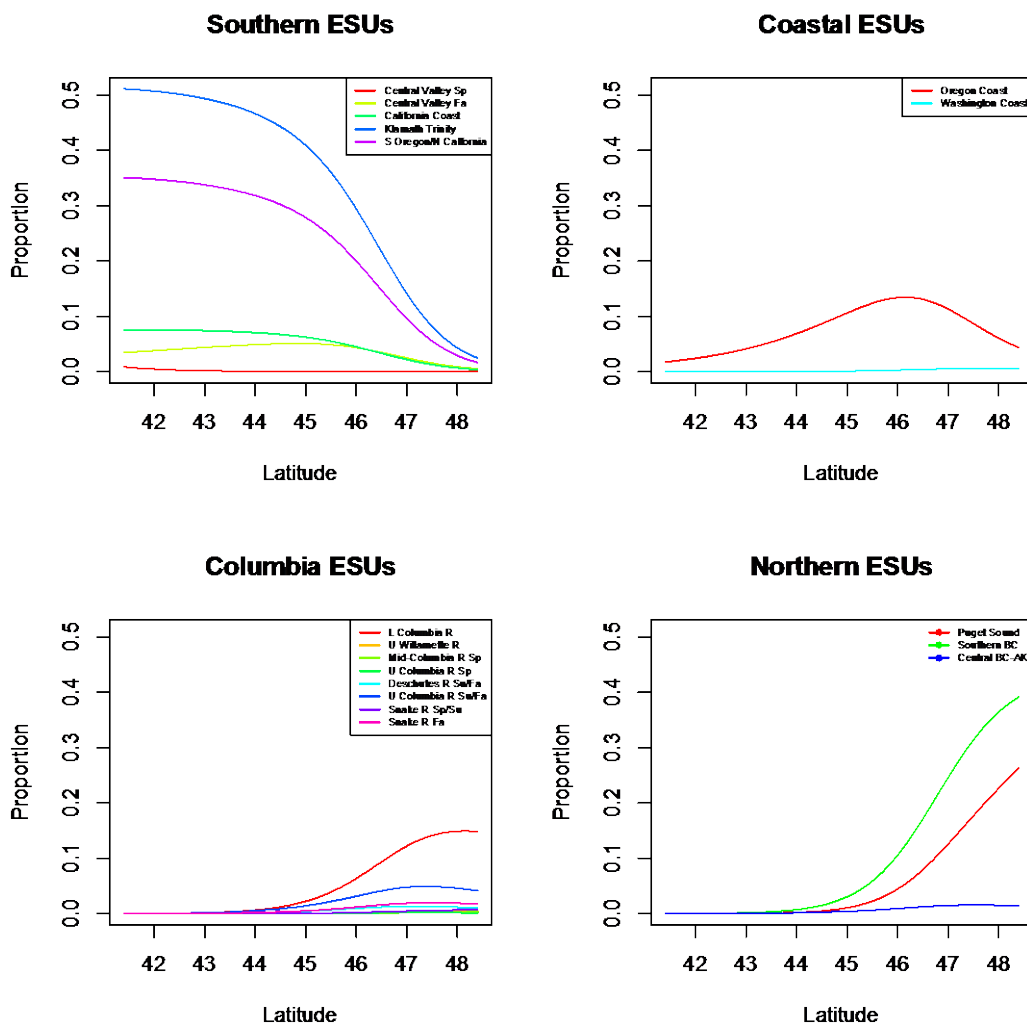 Southern ESUs
Proportion
0.5
0.4
0.3
0.2
0.1
0.0
Central Valley Sp
Central Valley Fa
California Coast
Klamath Trinity
S Oregon/N California
42 43 44 45 46 47 48
Latitude
Coastal ESUs
Proportion
0.5
0.4
0.3
0.2
0.1
0.0
Oregon Coast
Washington Coast
42 43 44 45 46 47 48
Latitude
Columbia ESUs
Proportion
0.5
0.4
0.3
0.2
0.1
0.0
L Columbia R
U Willamette R
Mid-Columbia R Sp
U Columbia R Sp
Deschutes R Su/Fa
U Columbia R Su/Fa
Snake R Sp/Su
Snake R Fa
42 43 44 45 46 47 48
Latitude
Northern ESUs
Proportion
0.5
0.4
0.3
0.2
0.1
0.0
Puget Sound
Southern BC
Central BC-AK
42 43 44 45 46 47 48
Latitude